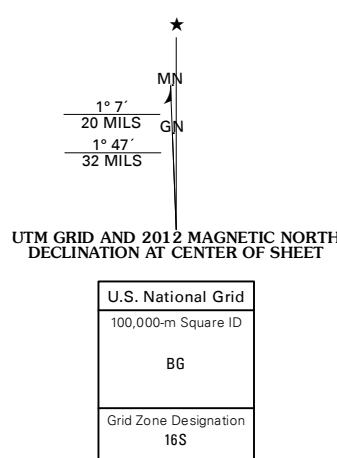 MN
1° 7´
20 MILS
GN
1° 47´
32 MILS
UTM GRID AND 2012 MAGNETIC NORTH
DECLINATION AT CENTER OF SHEET
U.S. National Grid
100,000-m Square ID
BG
Grid Zone Designation
16S